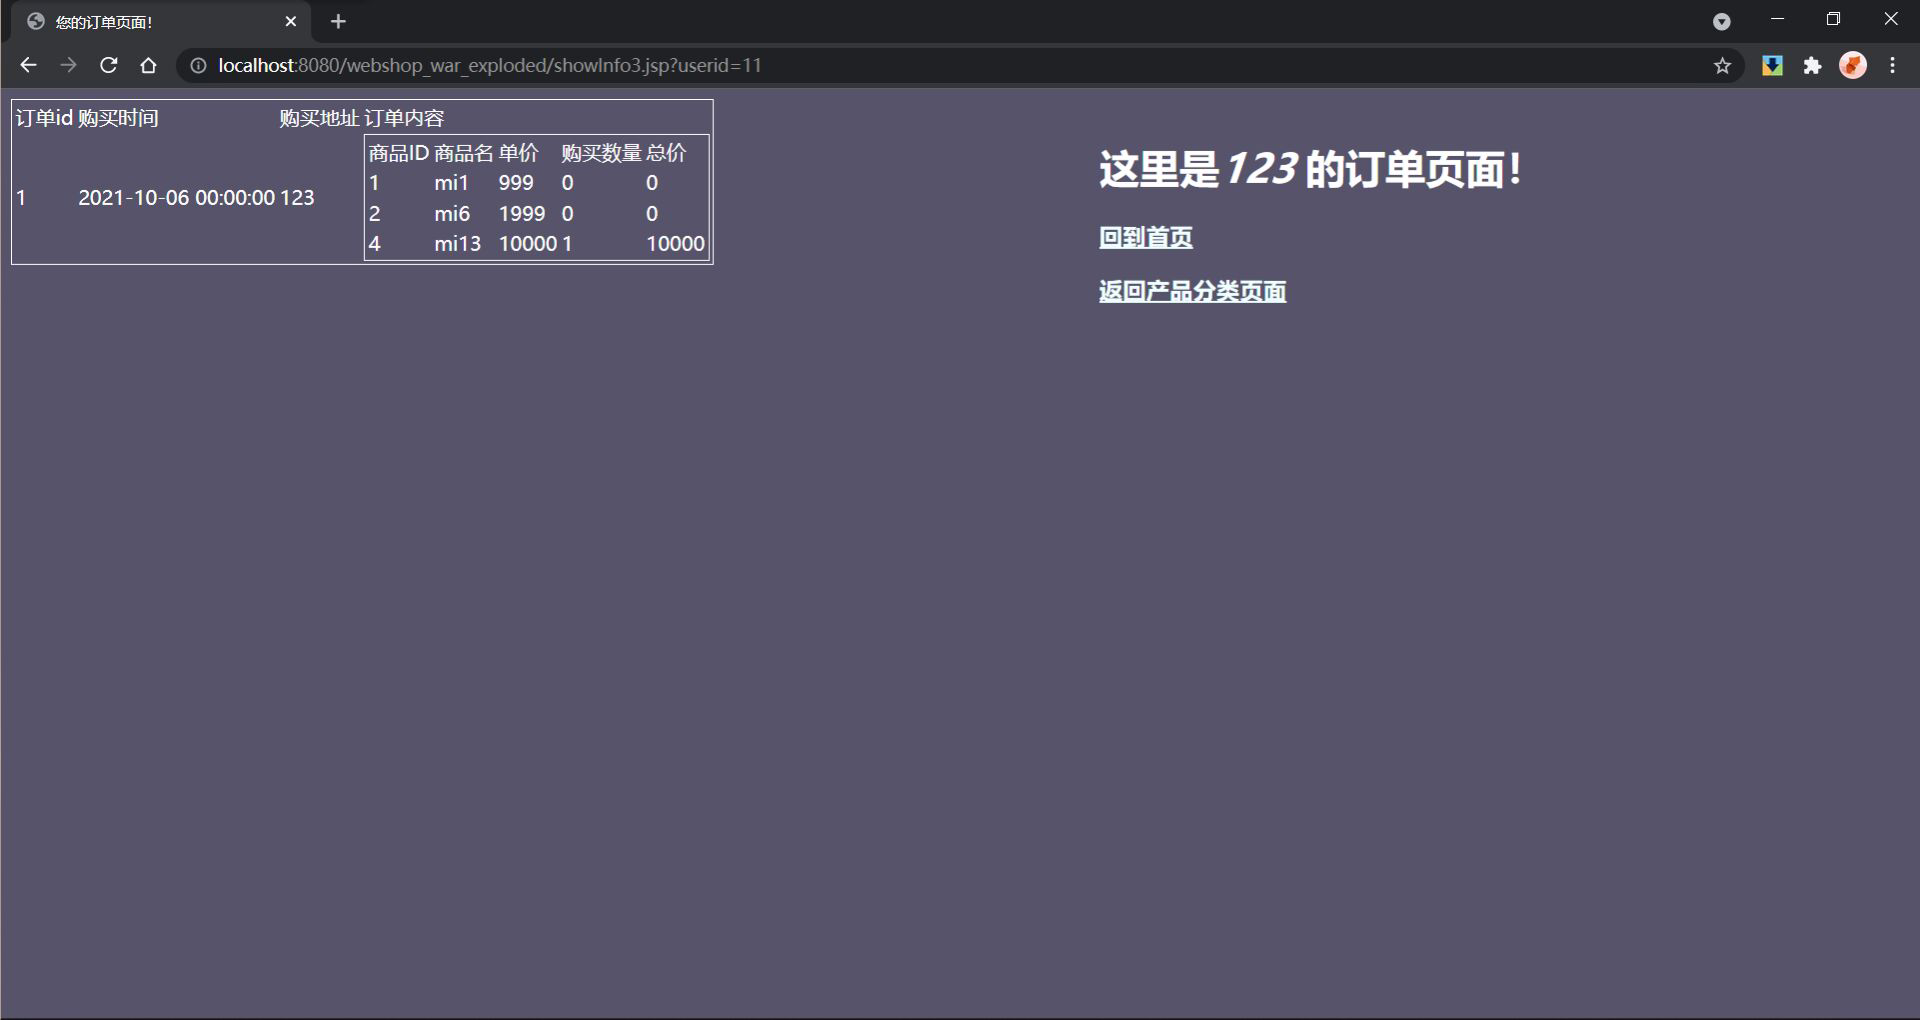 您的订单页面!
localhost:8080/webshop_war_exploded/showInfo3.jsp?userid=11
订单id 购买时间 购买地址 订单内容
商品ID 商品名 单价 购买数量 总价
1 mi1 999 0 0
1 2021-10-06 00:00:00 123
2 mi6 1999 0 0
4 mi13 10000 1 10000
这里是 123 的订单页面!
回到首页
返回产品分类页面